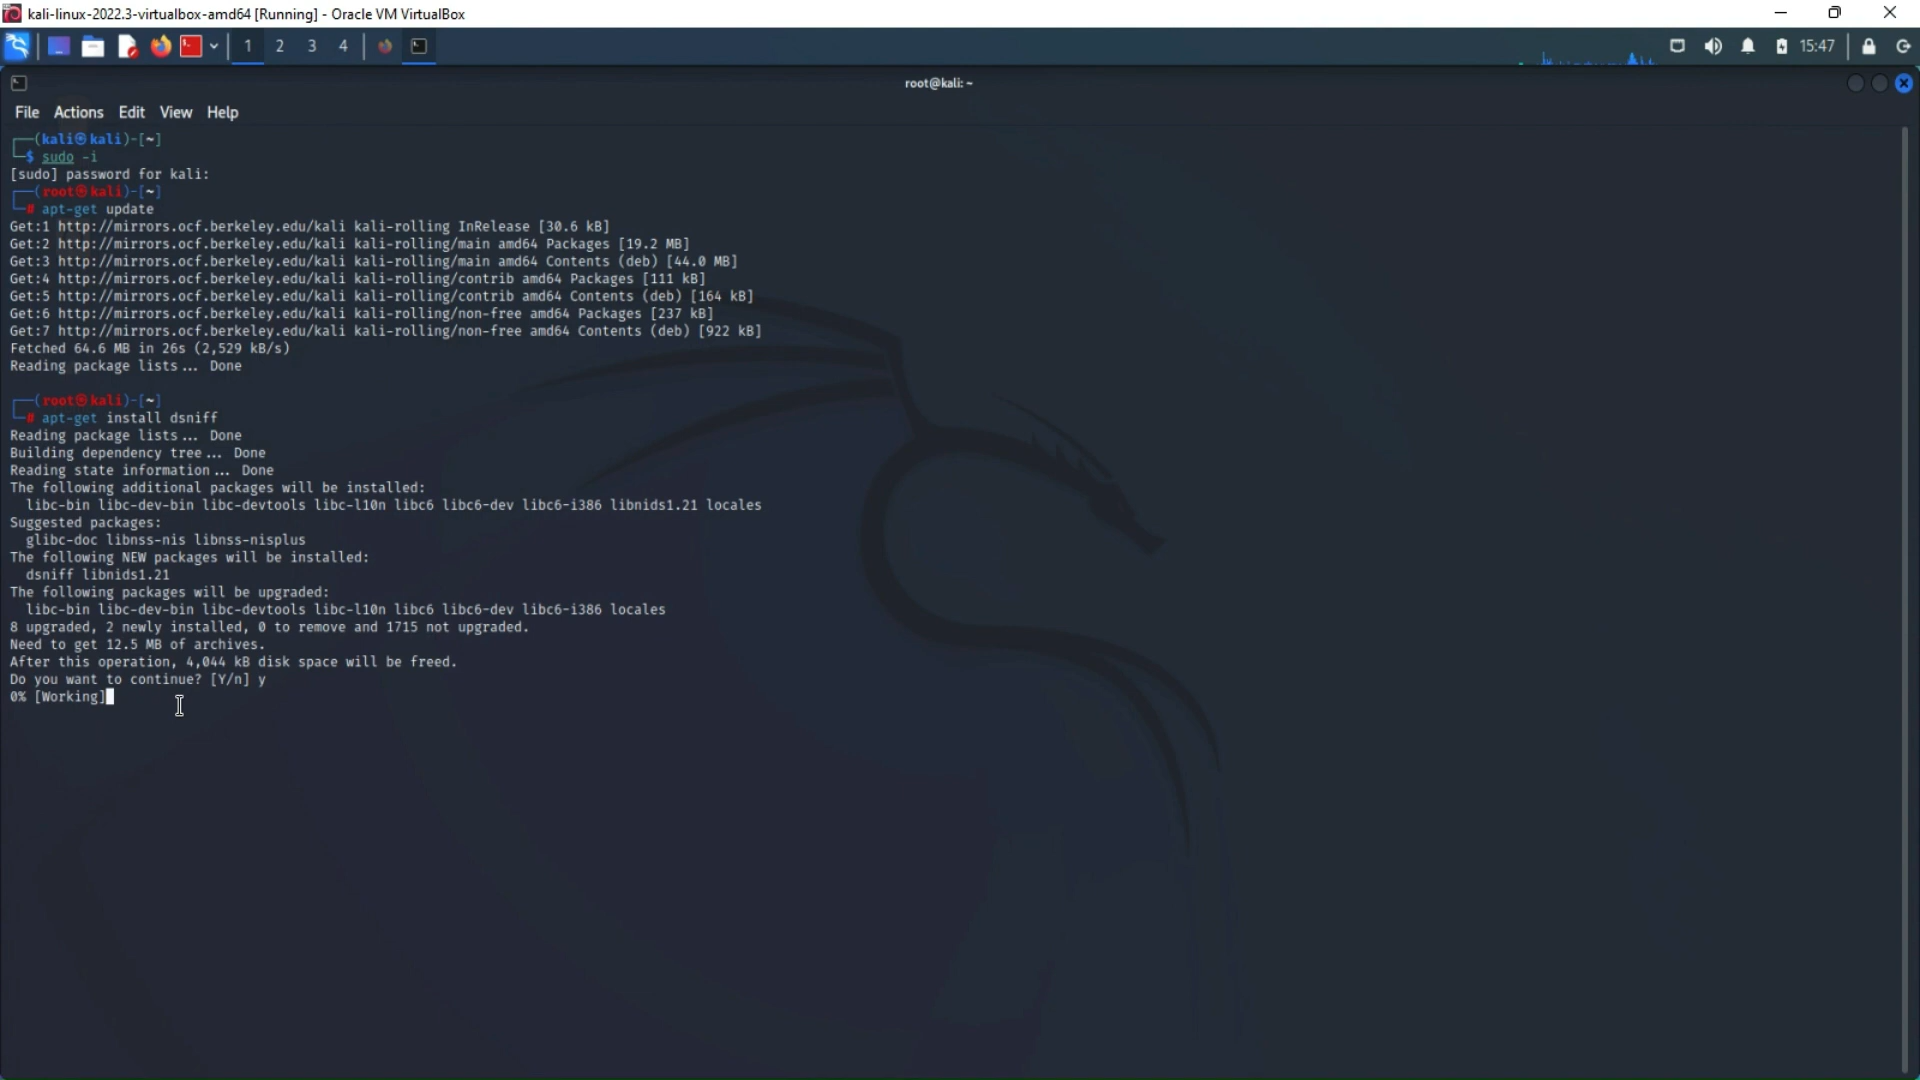 kali-linux-2022.3-virtualbox-amd64 [Running] - Oracle VM VirtualBox
1 2 3 4 15:47
root@kali: ~
File Actions Edit View Help
┌──(kali㉿kali)-[~]
└─$ sudo -i
[sudo] password for kali:
┌──(root㉿kali)-[~]
└─# apt-get update
Get:1 http://mirrors.ocf.berkeley.edu/kali kali-rolling InRelease [30.6 kB]
Get:2 http://mirrors.ocf.berkeley.edu/kali kali-rolling/main amd64 Packages [19.2 MB]
Get:3 http://mirrors.ocf.berkeley.edu/kali kali-rolling/main amd64 Contents (deb) [44.0 MB]
Get:4 http://mirrors.ocf.berkeley.edu/kali kali-rolling/contrib amd64 Packages [111 kB]
Get:5 http://mirrors.ocf.berkeley.edu/kali kali-rolling/contrib amd64 Contents (deb) [164 kB]
Get:6 http://mirrors.ocf.berkeley.edu/kali kali-rolling/non-free amd64 Packages [237 kB]
Get:7 http://mirrors.ocf.berkeley.edu/kali kali-rolling/non-free amd64 Contents (deb) [922 kB]
Fetched 64.6 MB in 26s (2,529 kB/s)
Reading package lists... Done
┌──(root㉿kali)-[~]
└─# apt-get install dsniff
Reading package lists... Done
Building dependency tree... Done
Reading state information... Done
The following additional packages will be installed:
libc-bin libc-dev-bin libc-devtools libc-l10n libc6 libc6-dev libc6-i386 libnids1.21 locales
Suggested packages:
glibc-doc libnss-nis libnss-nisplus
The following NEW packages will be installed:
dsniff libnids1.21
The following packages will be upgraded:
libc-bin libc-dev-bin libc-devtools libc-l10n libc6 libc6-dev libc6-i386 locales
8 upgraded, 2 newly installed, 0 to remove and 1715 not upgraded.
Need to get 12.5 MB of archives.
After this operation, 4,044 kB disk space will be freed.
Do you want to continue? [Y/n] y
0% [Working]